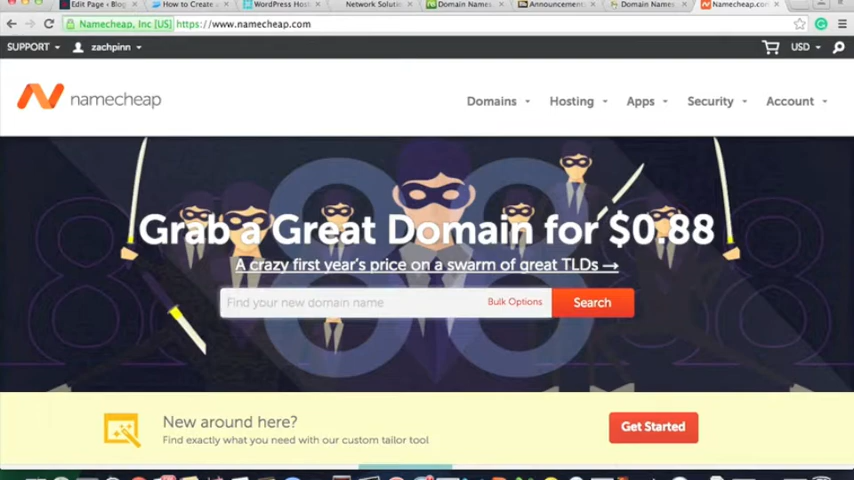 Edit Page ‹ Blog
How to Create
WordPress Hos
Network Solutio
Domain Names
Announcement
Domain Names
Namecheap.com
Namecheap, Inc [US] https://www.namecheap.com
SUPPORT zachpinn USD
namecheap
Domains Hosting Apps Security Account
Grab a Great Domain for $0.88
A crazy first year's price on a swarm of great TLDs →
Find your new domain name Bulk Options Search
New around here?
Find exactly what you need with our custom tailor tool
Get Started